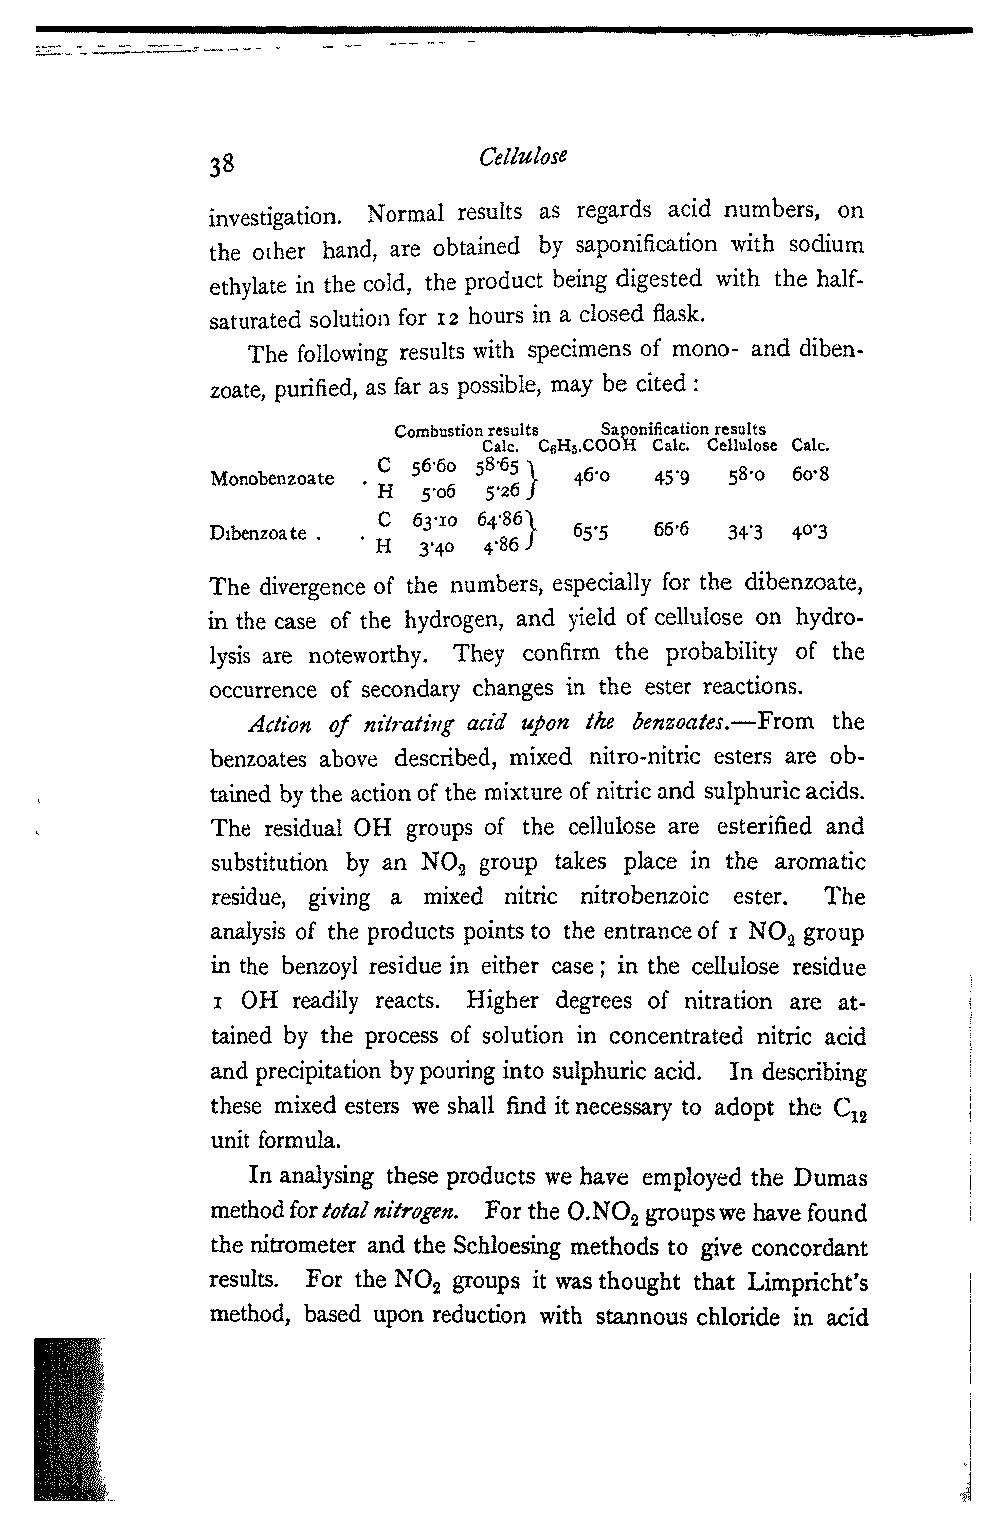 38 Cellulose
investigation. Normal results as regards acid numbers, on
the other hand, are obtained by saponification with sodium
ethylate in the cold, the product being digested with the half-
saturated solution for 12 hours in a closed flask.
The following results with specimens of mono- and diben-
zoate, purified, as far as possible, may be cited :
Combustion results Saponification results
Calc. C₆H₅.COOH Calc. Cellulose Calc.
Monobenzoate . { C 56·60 58·65 } 46·0 45·9 58·0 60·8
H 5·06 5·26
Dibenzoate . . C 63·10 64·86 } 65·5 66·6 34·3 40·3
H 3·40 4·86
The divergence of the numbers, especially for the dibenzoate,
in the case of the hydrogen, and yield of cellulose on hydro-
lysis are noteworthy. They confirm the probability of the
occurrence of secondary changes in the ester reactions.
Action of nitrating acid upon the benzoates.—From the
benzoates above described, mixed nitro-nitric esters are ob-
tained by the action of the mixture of nitric and sulphuric acids.
The residual OH groups of the cellulose are esterified and
substitution by an NO₂ group takes place in the aromatic
residue, giving a mixed nitric nitrobenzoic ester. The
analysis of the products points to the entrance of 1 NO₂ group
in the benzoyl residue in either case ; in the cellulose residue
1 OH readily reacts. Higher degrees of nitration are at-
tained by the process of solution in concentrated nitric acid
and precipitation by pouring into sulphuric acid. In describing
these mixed esters we shall find it necessary to adopt the C₁₂
unit formula.
In analysing these products we have employed the Dumas
method for total nitrogen. For the O.NO₂ groups we have found
the nitrometer and the Schloesing methods to give concordant
results. For the NO₂ groups it was thought that Limpricht's
method, based upon reduction with stannous chloride in acid